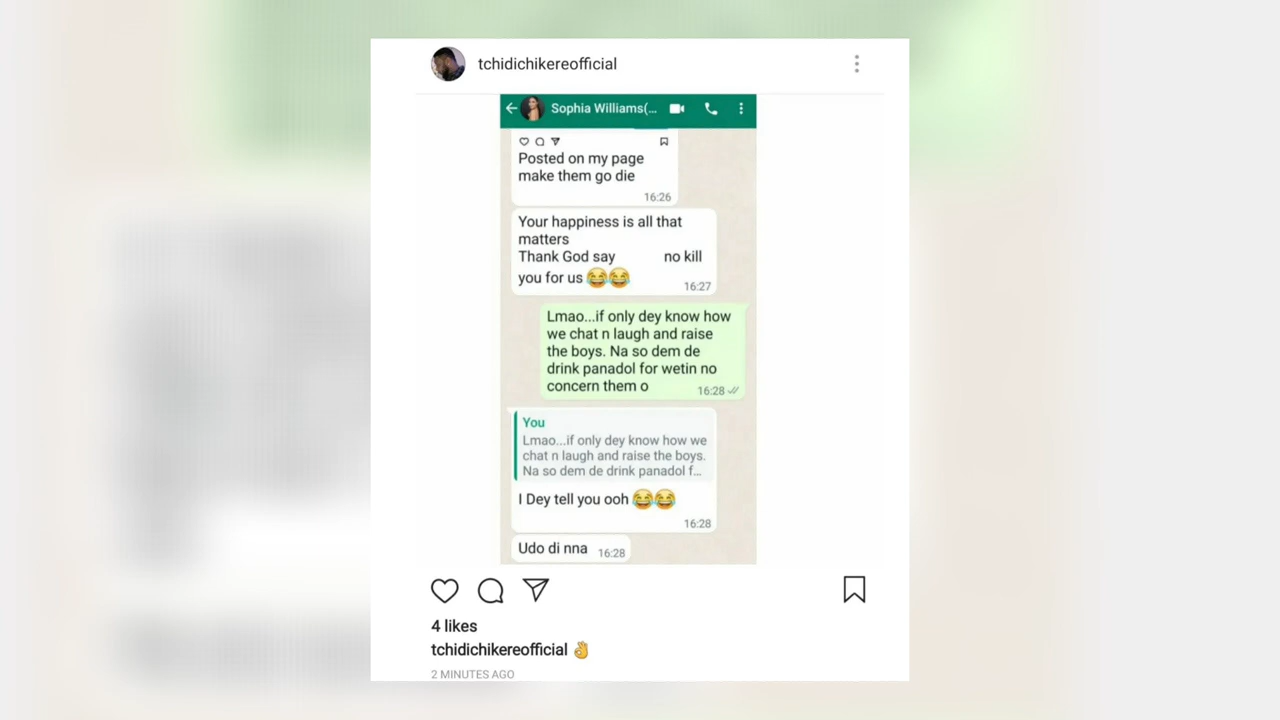 tchidichikereofficial
Sophia Williams(...
Posted on my page
make them go die
16:26
Your happiness is all that
matters
Thank God say no kill
you for us 😂😂
16:27
Lmao...if only dey know how
we chat n laugh and raise
the boys. Na so dem de
drink panadol for wetin no
concern them o
16:28
You
Lmao...if only dey know how we
chat n laugh and raise the boys.
Na so dem de drink panadol f...
I Dey tell you ooh 😂😂
16:28
Udo di nna 16:28
4 likes
tchidichikereofficial 👌
2 MINUTES AGO